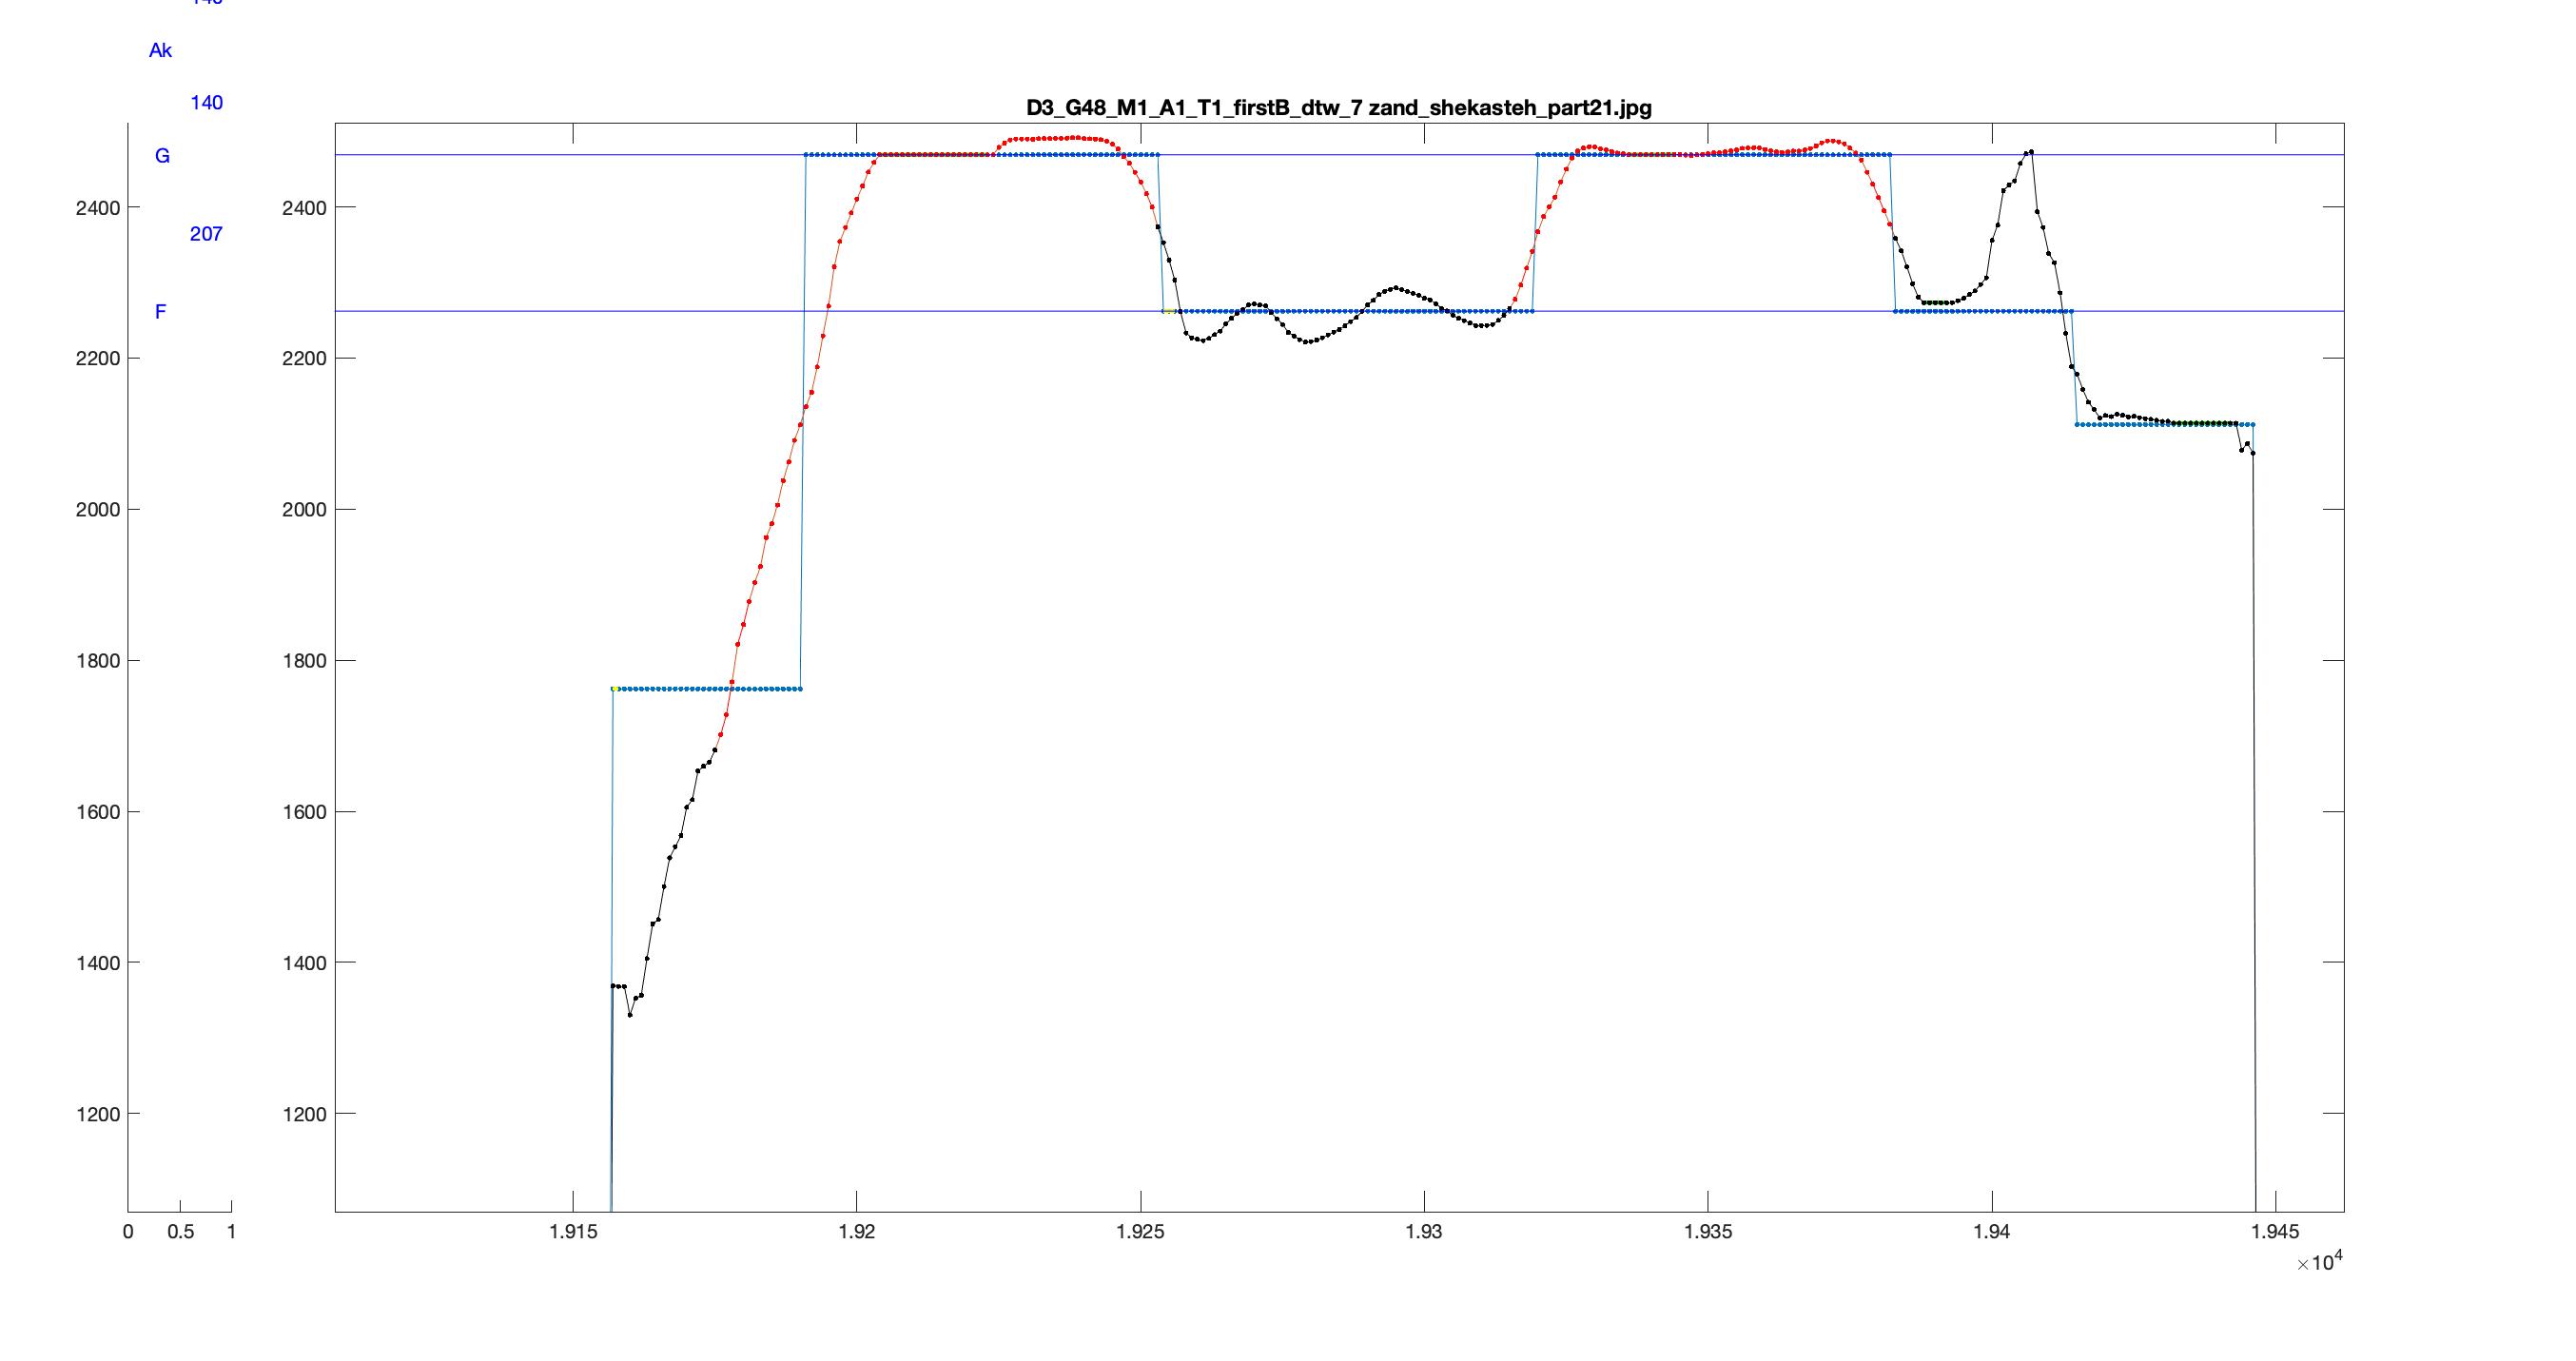 Ak
140
D3_G48_M1_A1_T1_firstB_dtw_7 zand_shekasteh_part21.jpg
G
2400 2400
207
F
2200 2200
2000 2000
1800 1800
1600 1600
1400 1400
1200 1200
0 0.5 1 1.915 1.92 1.925 1.93 1.935 1.94 1.945
×10⁴